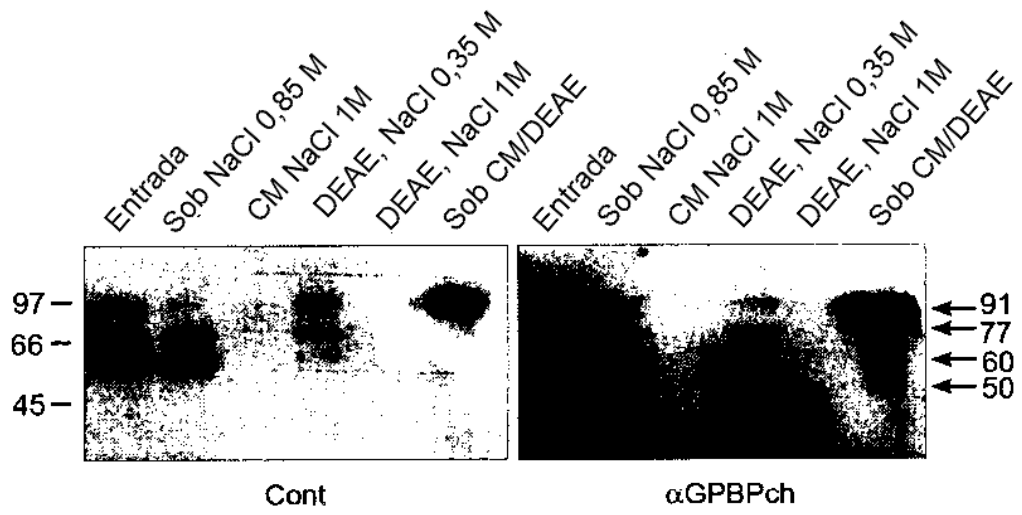 Entrada
Sob NaCl 0,85 M
CM NaCl 1M
DEAE, NaCl 0,35 M
DEAE, NaCl 1M
Sob CM/DEAE
Entrada
Sob NaCl 0,85 M
CM NaCl 1M
DEAE, NaCl 0,35 M
DEAE, NaCl 1M
Sob CM/DEAE
97
66
45
91
77
60
50
Cont
αGPBPch